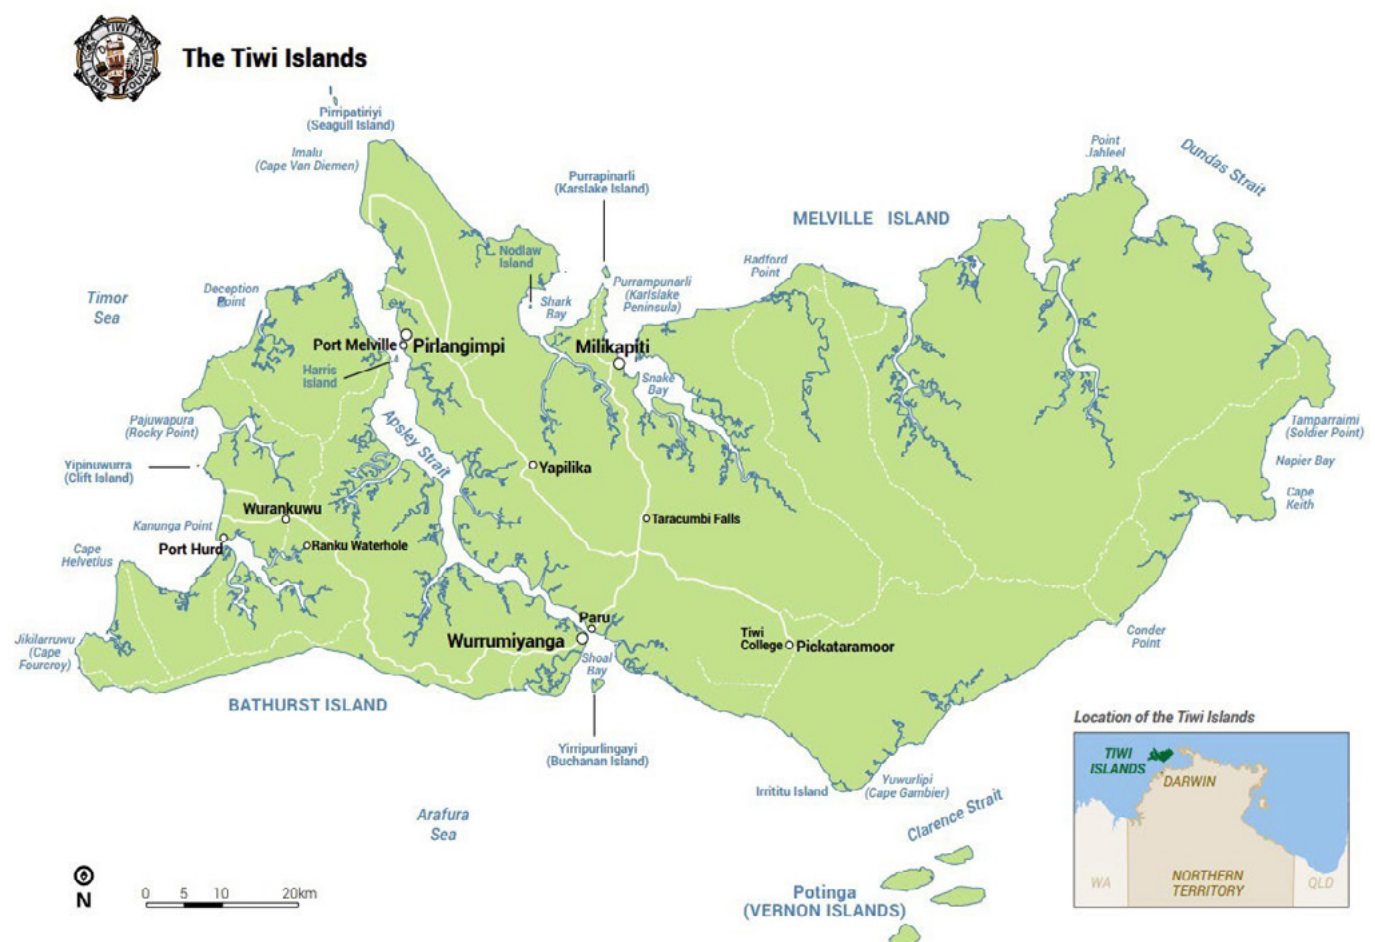 TIWI
LAND COUNCIL
The Tiwi Islands
Pirripatiriyi
(Seagull Island)
Imalu
(Cape Van Diemen)
Purrapinarli
(Karslake Island)
Point
Jahleel
Dundas Strait
MELVILLE ISLAND
Nodlaw
Island
Radford
Point
Purrampunarli
(Karlslake
Peninsula)
Shark
Bay
Deception
Point
Timor
Sea
Port Melville
Pirlangimpi
Milikapiti
Harris
Island
Snake
Bay
Apsley Strait
Pajuwapura
(Rocky Point)
Tamparraimi
(Soldier Point)
Yipinuwurra
(Clift Island)
Yapilika
Napier Bay
Cape
Keith
Wurankuwu
Taracumbi Falls
Kanunga Point
Port Hurd
Ranku Waterhole
Cape
Helvetius
Paru
Wurrumiyanga
Tiwi
College
Pickataramoor
Conder
Point
Jikilarruwu
(Cape
Fourcroy)
Shoal
Bay
BATHURST ISLAND
Yirripurlingayi
(Buchanan Island)
Irrititu Island
Yuwurlipi
(Cape Gambier)
Clarence Strait
Arafura
Sea
Potinga
(VERNON ISLANDS)
N
0 5 10 20km
Location of the Tiwi Islands
TIWI
ISLANDS
DARWIN
WA
NORTHERN
TERRITORY
QLD